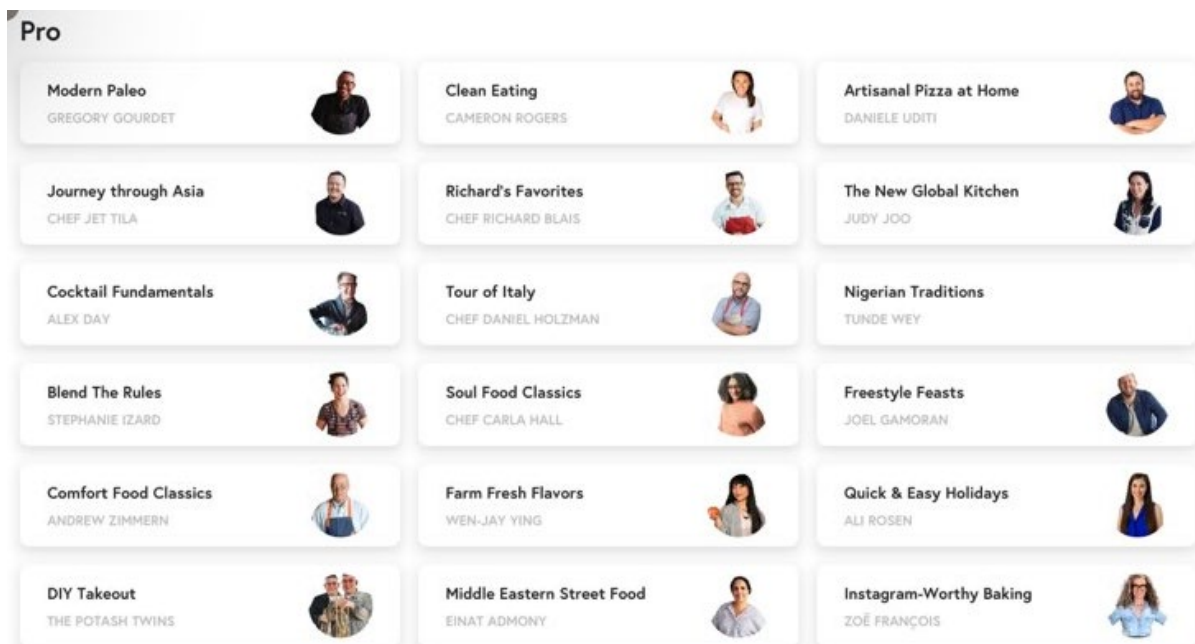 Pro
Modern Paleo
GREGORY GOURDET
Clean Eating
CAMERON ROGERS
Artisanal Pizza at Home
DANIELE UDITI
Journey through Asia
CHEF JET TILA
Richard's Favorites
CHEF RICHARD BLAIS
The New Global Kitchen
JUDY JOO
Cocktail Fundamentals
ALEX DAY
Tour of Italy
CHEF DANIEL HOLZMAN
Nigerian Traditions
TUNDE WEY
Blend The Rules
STEPHANIE IZARD
Soul Food Classics
CHEF CARLA HALL
Freestyle Feasts
JOEL GAMORAN
Comfort Food Classics
ANDREW ZIMMERN
Farm Fresh Flavors
WEN-JAY YING
Quick & Easy Holidays
ALI ROSEN
DIY Takeout
THE POTASH TWINS
Middle Eastern Street Food
EINAT ADMONY
Instagram-Worthy Baking
ZOË FRANÇOIS